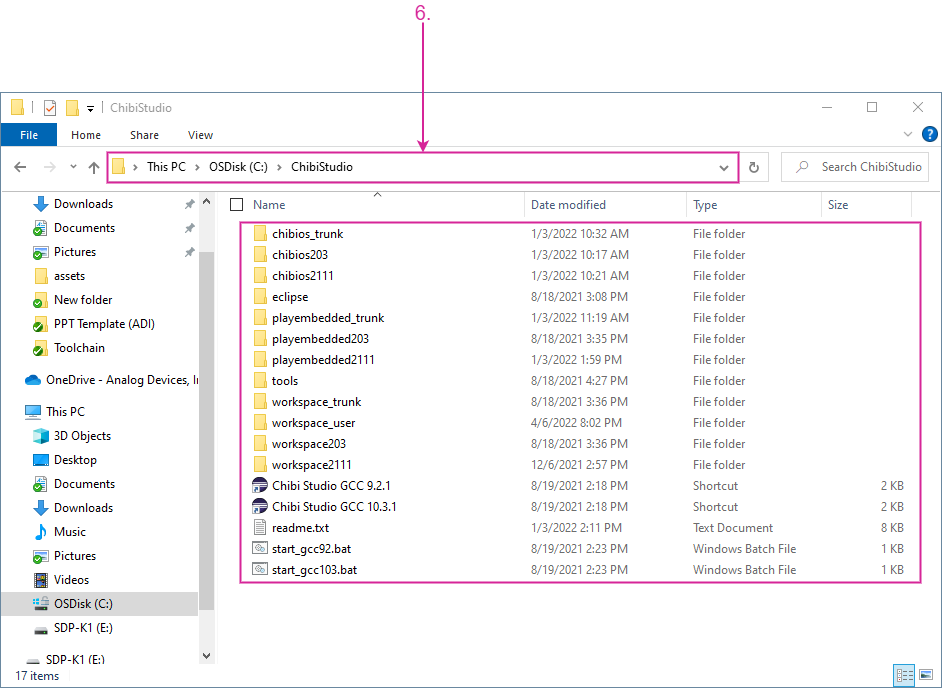 6.
ChibiStudio
File Home Share View
This PC > OSDisk (C:) > ChibiStudio
Search ChibiStudio
Name Date modified Type Size
Downloads
Documents
Pictures
assets
New folder
PPT Template (ADI)
Toolchain
OneDrive - Analog Devices, In
This PC
3D Objects
Desktop
Documents
Downloads
Music
Pictures
Videos
OSDisk (C:)
SDP-K1 (E:)
SDP-K1 (E:)
chibios_trunk 1/3/2022 10:32 AM File folder
chibios203 1/3/2022 10:17 AM File folder
chibios2111 1/3/2022 10:21 AM File folder
eclipse 8/18/2021 3:08 PM File folder
playembedded_trunk 1/3/2022 11:19 AM File folder
playembedded203 8/18/2021 3:35 PM File folder
playembedded2111 1/3/2022 1:59 PM File folder
tools 8/18/2021 4:27 PM File folder
workspace_trunk 8/18/2021 3:36 PM File folder
workspace_user 4/6/2022 8:02 PM File folder
workspace203 8/18/2021 3:36 PM File folder
workspace2111 12/6/2021 2:57 PM File folder
Chibi Studio GCC 9.2.1 8/19/2021 2:18 PM Shortcut 2 KB
Chibi Studio GCC 10.3.1 8/19/2021 2:18 PM Shortcut 2 KB
readme.txt 1/3/2022 2:11 PM Text Document 8 KB
start_gcc92.bat 8/19/2021 2:23 PM Windows Batch File 1 KB
start_gcc103.bat 8/19/2021 2:23 PM Windows Batch File 1 KB
17 items